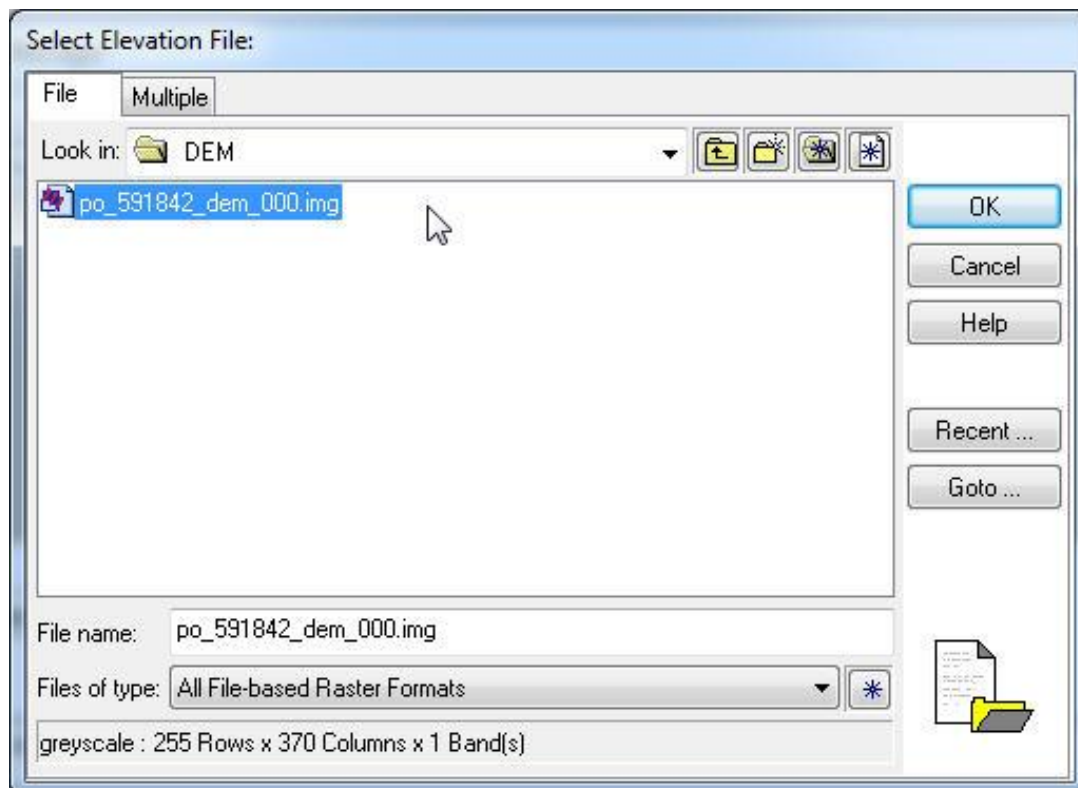 Select Elevation File:
File Multiple
Look in: DEM
po_591842_dem_000.img
OK
Cancel
Help
Recent ...
Goto ...
File name: po_591842_dem_000.img
Files of type: All File-based Raster Formats
greyscale : 255 Rows x 370 Columns x 1 Band(s)